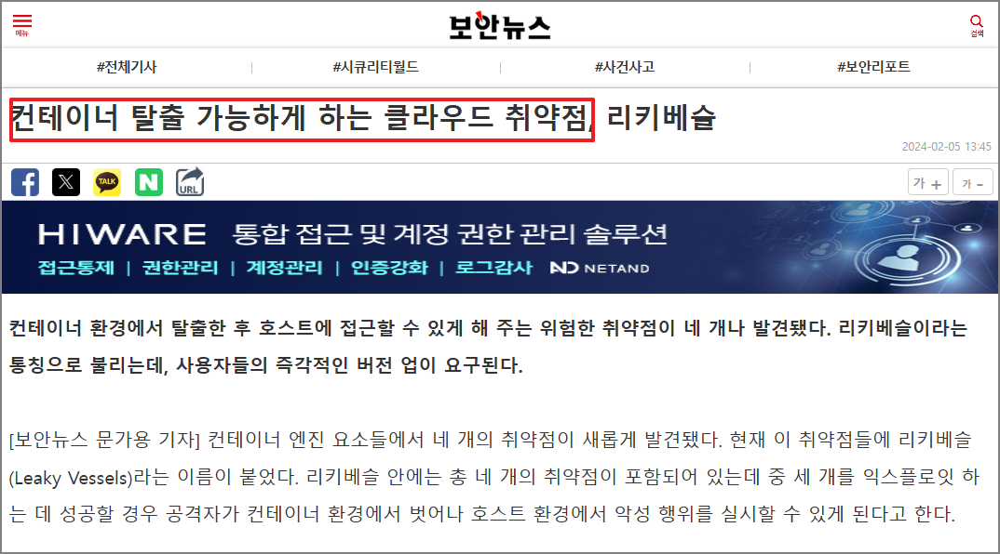 메뉴
보안뉴스
검색
#전체기사 | #시큐리티월드 | #사건사고 | #보안리포트
컨테이너 탈출 가능하게 하는 클라우드 취약점, 리키베슬
2024-02-05 13:45
TALK N URL 가 + 가 -
HIWARE 통합 접근 및 계정 권한 관리 솔루션
접근통제 | 권한관리 | 계정관리 | 인증강화 | 로그감사 ND NETAND
컨테이너 환경에서 탈출한 후 호스트에 접근할 수 있게 해 주는 위험한 취약점이 네 개나 발견됐다. 리키베슬이라는
통칭으로 불리는데, 사용자들의 즉각적인 버전 업이 요구된다.
[보안뉴스 문가용 기자] 컨테이너 엔진 요소들에서 네 개의 취약점이 새롭게 발견됐다. 현재 이 취약점들에 리키베슬
(Leaky Vessels)라는 이름이 붙었다. 리키베슬 안에는 총 네 개의 취약점이 포함되어 있는데 중 세 개를 익스플로잇 하
는 데 성공할 경우 공격자가 컨테이너 환경에서 벗어나 호스트 환경에서 악성 행위를 실시할 수 있게 된다고 한다.